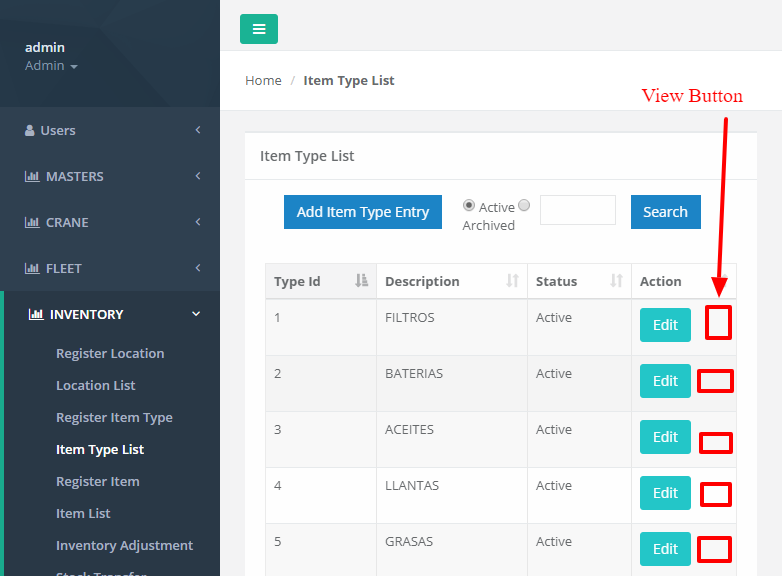 admin
Admin
Users
MASTERS
CRANE
FLEET
INVENTORY
Register Location
Location List
Register Item Type
Item Type List
Register Item
Item List
Inventory Adjustment
Stock Transfer
Home / Item Type List
View Button
Item Type List
Add Item Type Entry
Active
Archived
Search
Type Id Description Status Action
1 FILTROS Active Edit
2 BATERIAS Active Edit
3 ACEITES Active Edit
4 LLANTAS Active Edit
5 GRASAS Active Edit